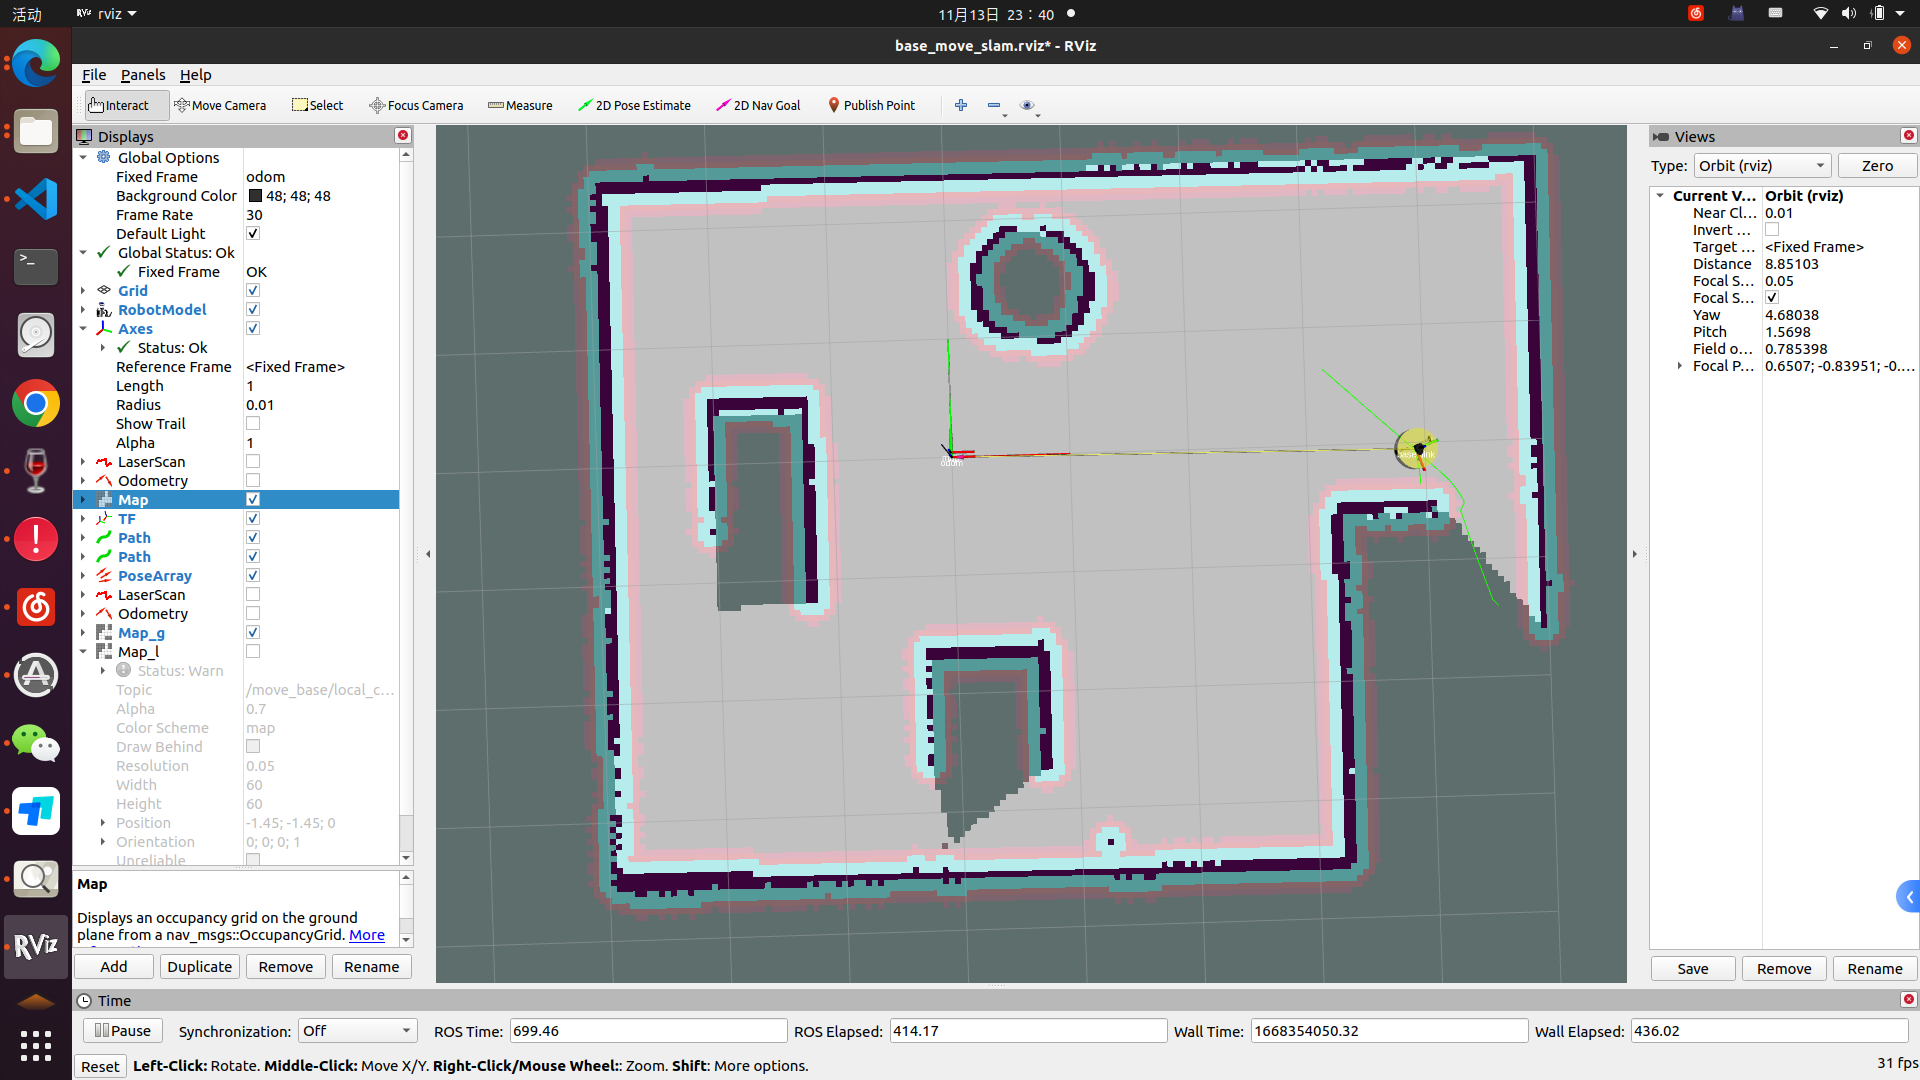 活动
rviz
11月13日 23：40
base_move_slam.rviz* - RViz
File Panels Help
Interact Move Camera Select Focus Camera Measure 2D Pose Estimate 2D Nav Goal Publish Point
Displays
Global Options
Fixed Frame odom
Background Color 48; 48; 48
Frame Rate 30
Default Light
Global Status: Ok
Fixed Frame OK
Grid
RobotModel
Axes
Status: Ok
Reference Frame <Fixed Frame>
Length 1
Radius 0.01
Show Trail
Alpha 1
LaserScan
Odometry
Map
TF
Path
Path
PoseArray
LaserScan
Odometry
Map_g
Map_l
Status: Warn
Topic /move_base/local_c...
Alpha 0.7
Color Scheme map
Draw Behind
Resolution 0.05
Width 60
Height 60
Position -1.45; -1.45; 0
Orientation 0; 0; 0; 1
Unreliable
Map
Displays an occupancy grid on the ground
plane from a nav_msgs::OccupancyGrid. More
Add Duplicate Remove Rename
odom
base_link
Views
Type: Orbit (rviz) Zero
Current V... Orbit (rviz)
Near Cl... 0.01
Invert ...
Target ... <Fixed Frame>
Distance 8.85103
Focal S... 0.05
Focal S...
Yaw 4.68038
Pitch 1.5698
Field o... 0.785398
Focal P... 0.6507; -0.83951; -0....
Save Remove Rename
RViz
Time
Pause Synchronization: Off ROS Time: 699.46 ROS Elapsed: 414.17 Wall Time: 1668354050.32 Wall Elapsed: 436.02
Reset Left-Click: Rotate. Middle-Click: Move X/Y. Right-Click/Mouse Wheel:: Zoom. Shift: More options. 31 fps